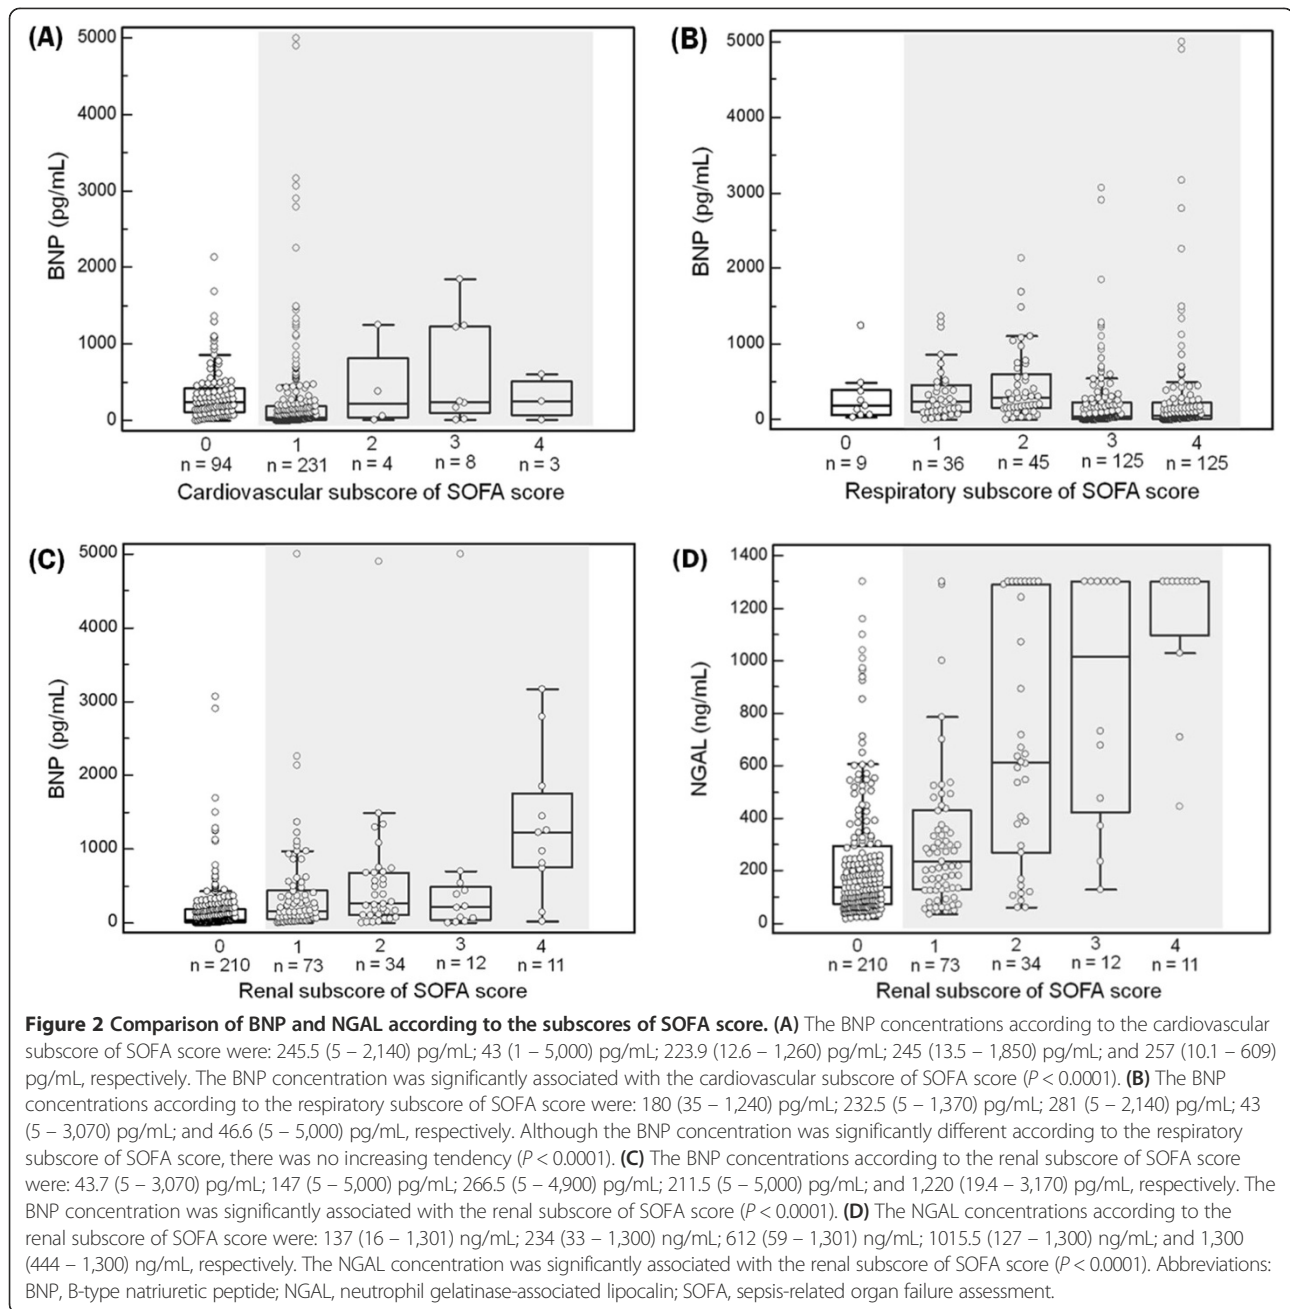 (A)
BNP (pg/mL)
5000
4000
3000
2000
1000
0
0 1 2 3 4
n = 94 n = 231 n = 4 n = 8 n = 3
Cardiovascular subscore of SOFA score
(B)
BNP (pg/mL)
5000
4000
3000
2000
1000
0
0 1 2 3 4
n = 9 n = 36 n = 45 n = 125 n = 125
Respiratory subscore of SOFA score
(C)
BNP (pg/mL)
5000
4000
3000
2000
1000
0
0 1 2 3 4
n = 210 n = 73 n = 34 n = 12 n = 11
Renal subscore of SOFA score
(D)
NGAL (ng/mL)
1400
1200
1000
800
600
400
200
0
0 1 2 3 4
n = 210 n = 73 n = 34 n = 12 n = 11
Renal subscore of SOFA score
Figure 2 Comparison of BNP and NGAL according to the subscores of SOFA score. (A) The BNP concentrations according to the cardiovascular
subscore of SOFA score were: 245.5 (5 – 2,140) pg/mL; 43 (1 – 5,000) pg/mL; 223.9 (12.6 – 1,260) pg/mL; 245 (13.5 – 1,850) pg/mL; and 257 (10.1 – 609)
pg/mL, respectively. The BNP concentration was significantly associated with the cardiovascular subscore of SOFA score (P < 0.0001). (B) The BNP
concentrations according to the respiratory subscore of SOFA score were: 180 (35 – 1,240) pg/mL; 232.5 (5 – 1,370) pg/mL; 281 (5 – 2,140) pg/mL; 43
(5 – 3,070) pg/mL; and 46.6 (5 – 5,000) pg/mL, respectively. Although the BNP concentration was significantly different according to the respiratory
subscore of SOFA score, there was no increasing tendency (P < 0.0001). (C) The BNP concentrations according to the renal subscore of SOFA score
were: 43.7 (5 – 3,070) pg/mL; 147 (5 – 5,000) pg/mL; 266.5 (5 – 4,900) pg/mL; 211.5 (5 – 5,000) pg/mL; and 1,220 (19.4 – 3,170) pg/mL, respectively. The
BNP concentration was significantly associated with the renal subscore of SOFA score (P < 0.0001). (D) The NGAL concentrations according to the
renal subscore of SOFA score were: 137 (16 – 1,301) ng/mL; 234 (33 – 1,300) ng/mL; 612 (59 – 1,301) ng/mL; 1015.5 (127 – 1,300) ng/mL; and 1,300
(444 – 1,300) ng/mL, respectively. The NGAL concentration was significantly associated with the renal subscore of SOFA score (P < 0.0001). Abbreviations:
BNP, B-type natriuretic peptide; NGAL, neutrophil gelatinase-associated lipocalin; SOFA, sepsis-related organ failure assessment.